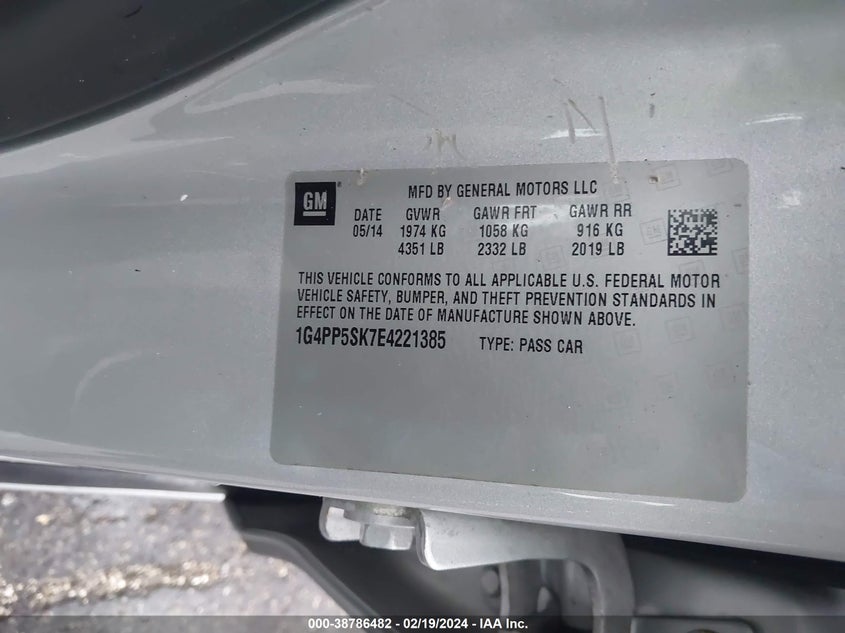 GM®
MFD BY GENERAL MOTORS LLC
DATE GVWR GAWR FRT GAWR RR
05/14 1974 KG 1058 KG 916 KG
4351 LB 2332 LB 2019 LB
THIS VEHICLE CONFORMS TO ALL APPLICABLE U.S. FEDERAL MOTOR
VEHICLE SAFETY, BUMPER, AND THEFT PREVENTION STANDARDS IN
EFFECT ON THE DATE OF MANUFACTURE SHOWN ABOVE.
1G4PP5SK7E4221385 TYPE: PASS CAR
000-38786482 - 02/19/2024 - IAA Inc.